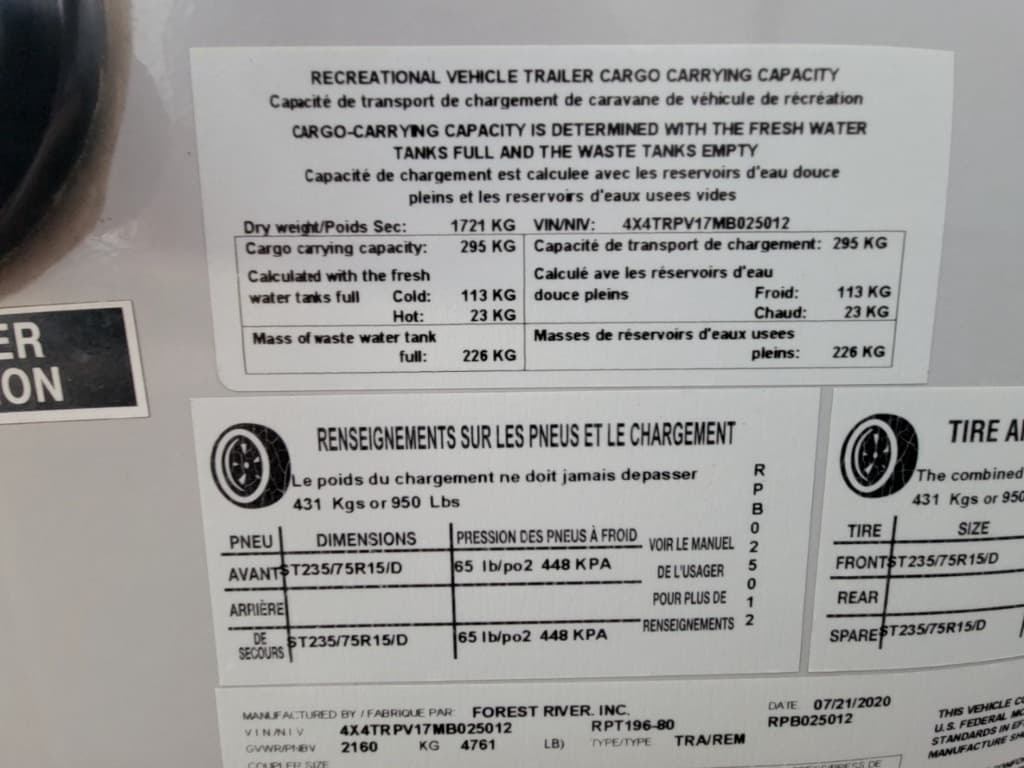 RECREATIONAL VEHICLE TRAILER CARGO CARRYING CAPACITY
Capacité de transport de chargement de caravane de véhicule de récréation
CARGO-CARRYING CAPACITY IS DETERMINED WITH THE FRESH WATER
TANKS FULL AND THE WASTE TANKS EMPTY
Capacité de chargement est calculee avec les reservoirs d'eau douce
pleins et les reservoirs d'eaux usees vides
Dry weight/Poids Sec: 1721 KG VIN/NIV: 4X4TRPV17MB025012
Cargo carrying capacity: 295 KG Capacité de transport de chargement: 295 KG
Calculated with the fresh Calculé ave les réservoirs d'eau
water tanks full Cold: 113 KG douce pleins Froid: 113 KG
Hot: 23 KG Chaud: 23 KG
Mass of waste water tank Masses de réservoirs d'eaux usees
full: 226 KG pleins: 226 KG
ER
ON
RENSEIGNEMENTS SUR LES PNEUS ET LE CHARGEMENT
Le poids du chargement ne doit jamais depasser
431 Kgs or 950 Lbs
PNEU DIMENSIONS PRESSION DES PNEUS À FROID
AVANT ST235/75R15/D 65 lb/po2 448 KPA
ARRIÈRE
DE SECOURS ST235/75R15/D 65 lb/po2 448 KPA
VOIR LE MANUEL
DE L'USAGER
POUR PLUS DE
RENSEIGNEMENTS
RPB025012
TIRE A
The combined
431 Kgs or 950
TIRE SIZE
FRONT ST235/75R15/D
REAR
SPARE ST235/75R15/D
MANUFACTURED BY / FABRIQUE PAR: FOREST RIVER. INC. DATE 07/21/2020
VIN/NIV 4X4TRPV17MB025012 RPT196-80 RPB025012
GVWR/PNBV 2160 KG 4761 LB) TYPE/TYPE TRA/REM
COUPLER SIZE
THIS VEHICLE CO
U.S. FEDERAL MO
STANDARDS IN EF
MANUFACTURE SH